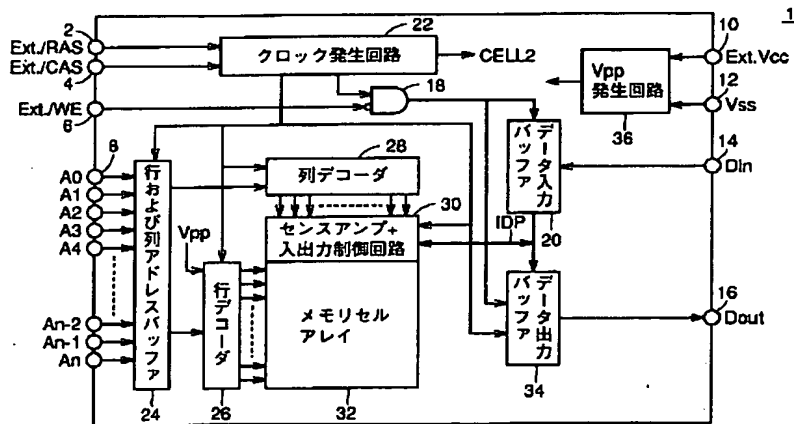 1
2
22
10
Ext./RAS
クロック発生回路
CELL2
Ext.Vcc
Ext./CAS
4
18
Vpp
発生回路
12
Vss
Ext./WE
6
36
14
Din
8
28
データ入力
バッファ
A0
A1
A2
A3
A4
An-2
An-1
An
行および列アドレスバッファ
列デコーダ
30
センスアンプ+
入出力制御回路
IDP
20
Vpp
行デコーダ
メモリセル
アレイ
データ出力
バッファ
16
Dout
24
26
32
34